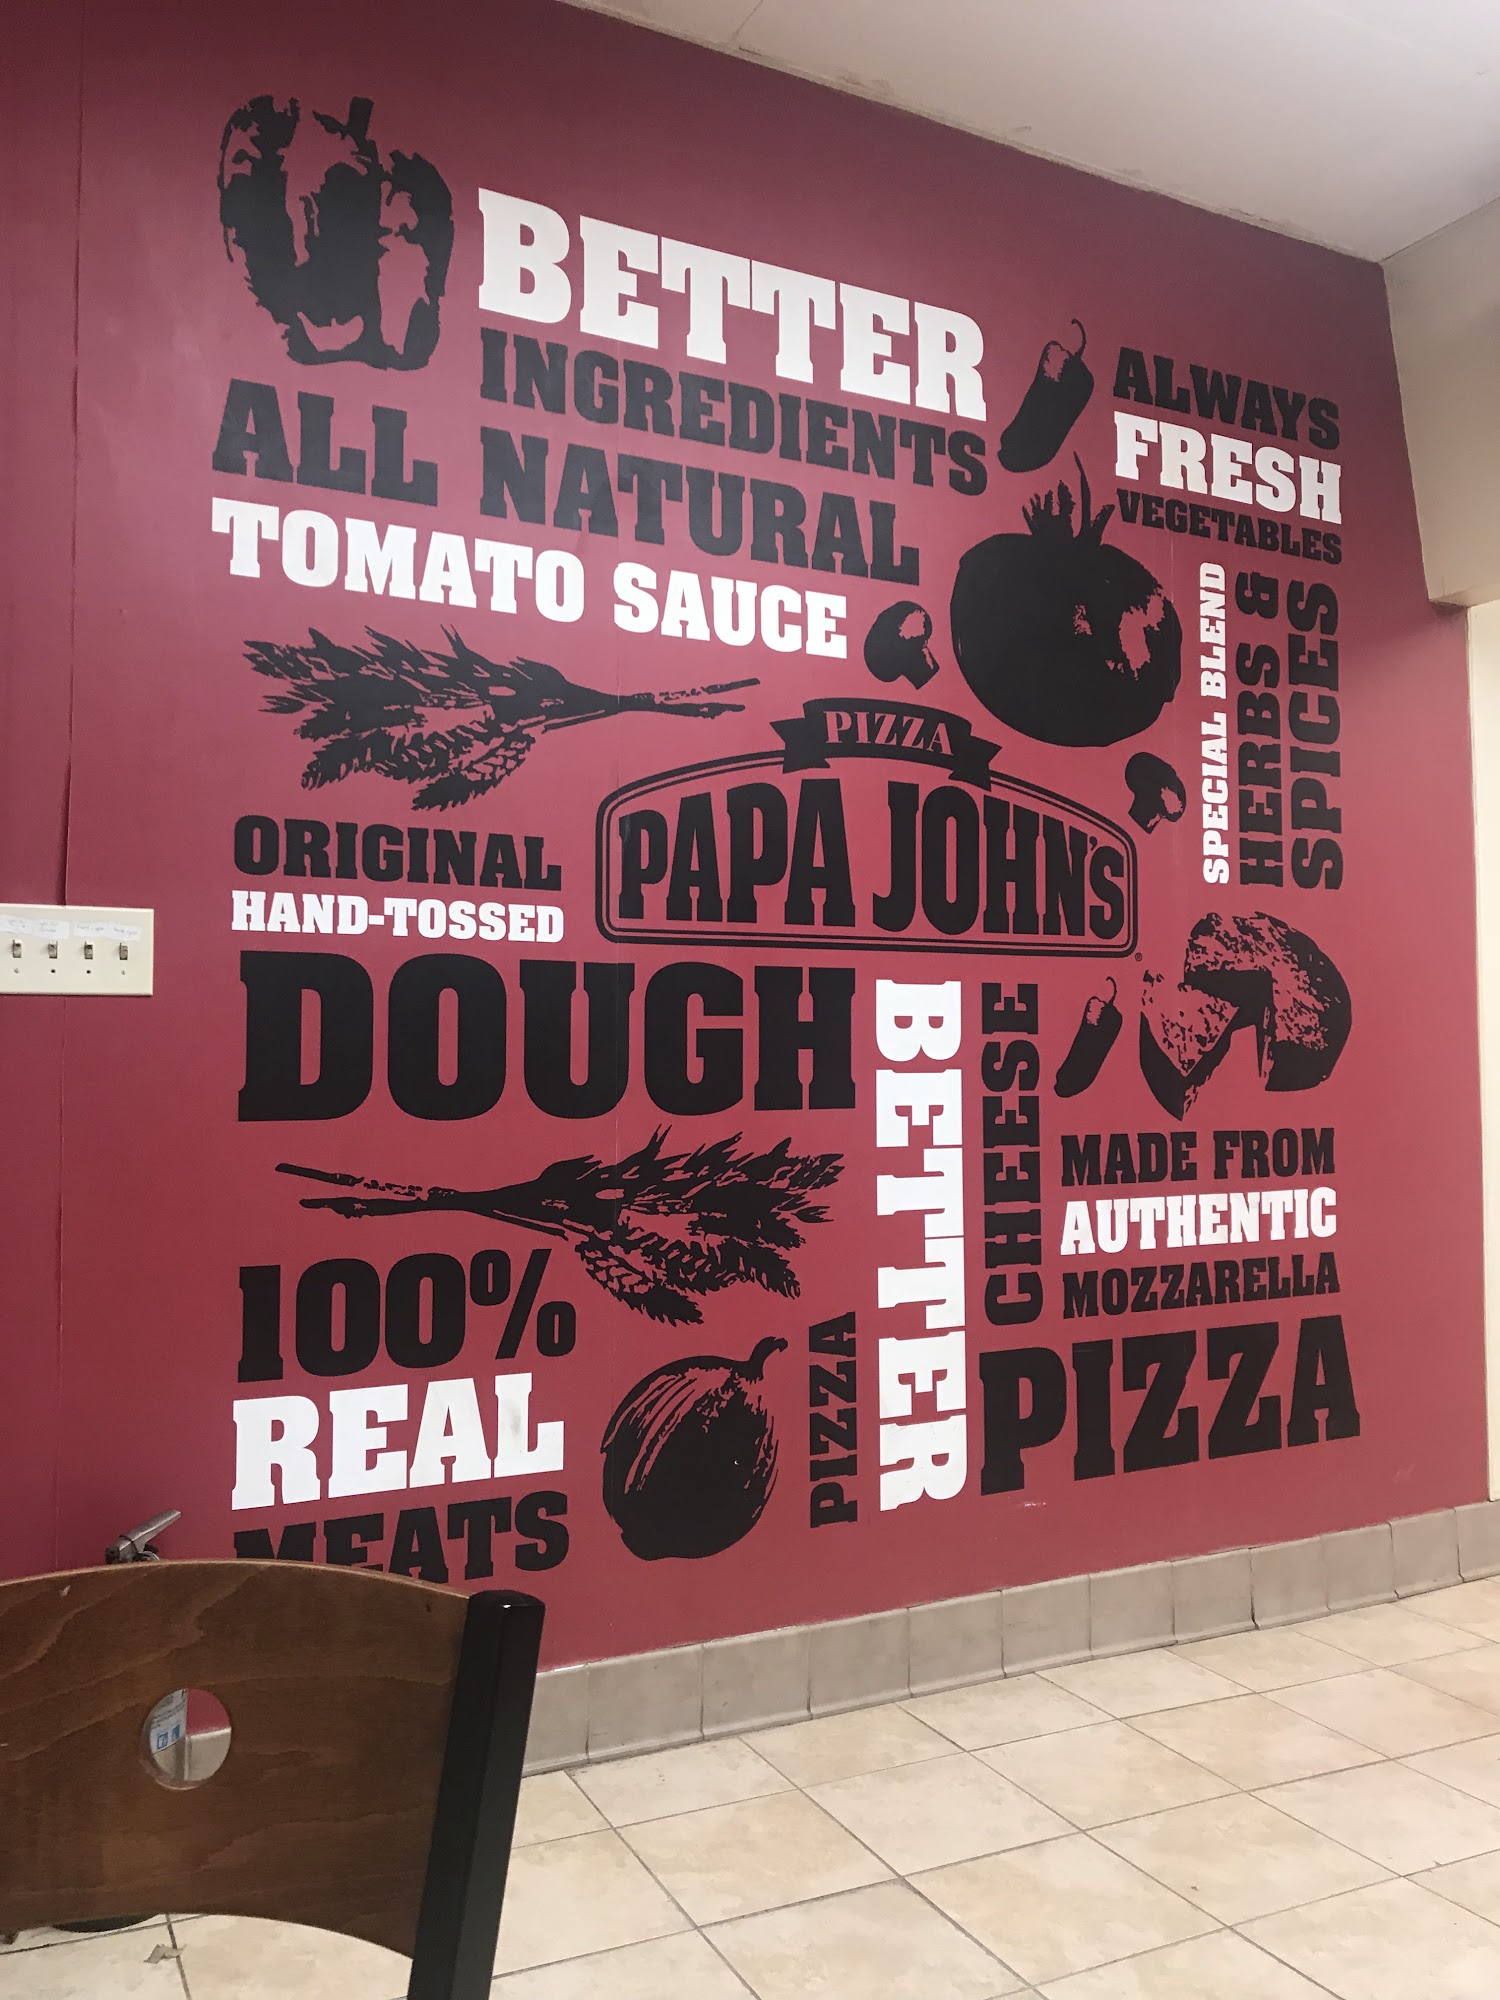 BETTER
INGREDIENTS
ALL NATURAL
TOMATO SAUCE
ALWAYS
FRESH
VEGETABLES
SPECIAL BLEND
HERBS &
SPICES
PIZZA
PAPA JOHN'S
®
ORIGINAL
HAND-TOSSED
DOUGH
100%
REAL
MEATS
PIZZA
BETTER
CHEESE
MADE FROM
AUTHENTIC
MOZZARELLA
PIZZA